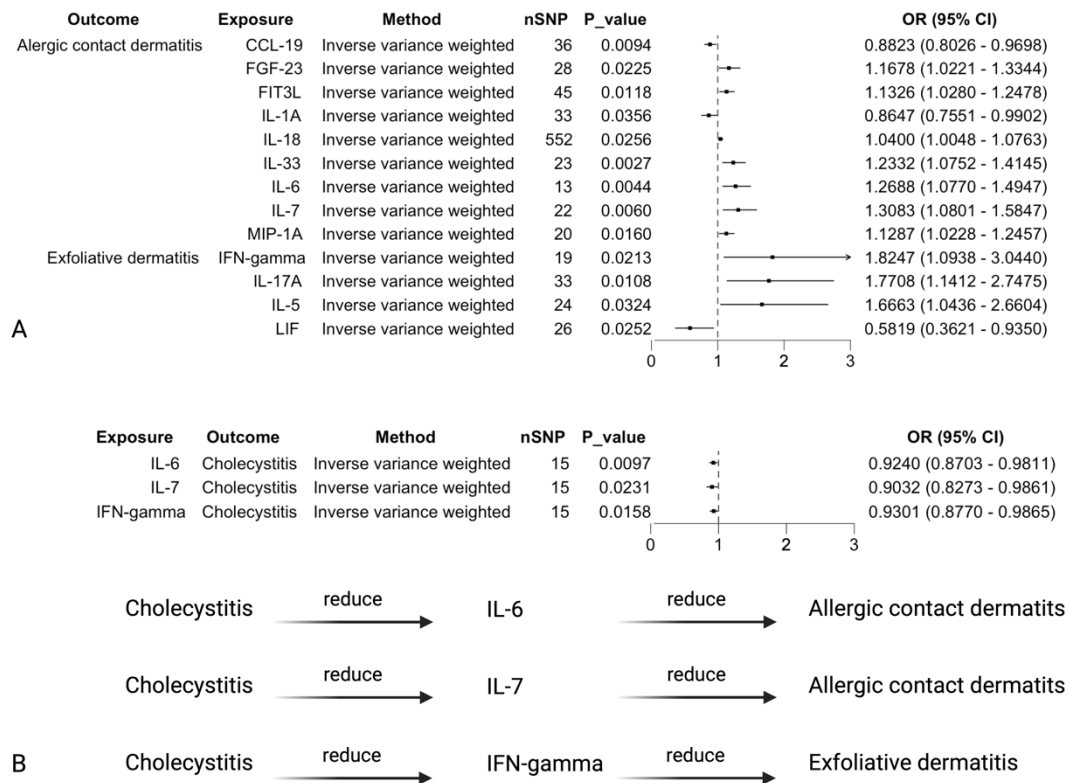 Outcome Exposure Method nSNP P_value OR (95% CI)
Alergic contact dermatitis CCL-19 Inverse variance weighted 36 0.0094 0.8823 (0.8026 - 0.9698)
FGF-23 Inverse variance weighted 28 0.0225 1.1678 (1.0221 - 1.3344)
FIT3L Inverse variance weighted 45 0.0118 1.1326 (1.0280 - 1.2478)
IL-1A Inverse variance weighted 33 0.0356 0.8647 (0.7551 - 0.9902)
IL-18 Inverse variance weighted 552 0.0256 1.0400 (1.0048 - 1.0763)
IL-33 Inverse variance weighted 23 0.0027 1.2332 (1.0752 - 1.4145)
IL-6 Inverse variance weighted 13 0.0044 1.2688 (1.0770 - 1.4947)
IL-7 Inverse variance weighted 22 0.0060 1.3083 (1.0801 - 1.5847)
MIP-1A Inverse variance weighted 20 0.0160 1.1287 (1.0228 - 1.2457)
Exfoliative dermatitis IFN-gamma Inverse variance weighted 19 0.0213 1.8247 (1.0938 - 3.0440)
IL-17A Inverse variance weighted 33 0.0108 1.7708 (1.1412 - 2.7475)
IL-5 Inverse variance weighted 24 0.0324 1.6663 (1.0436 - 2.6604)
A LIF Inverse variance weighted 26 0.0252 0.5819 (0.3621 - 0.9350)
0 1 2 3
Exposure Outcome Method nSNP P_value OR (95% CI)
IL-6 Cholecystitis Inverse variance weighted 15 0.0097 0.9240 (0.8703 - 0.9811)
IL-7 Cholecystitis Inverse variance weighted 15 0.0231 0.9032 (0.8273 - 0.9861)
IFN-gamma Cholecystitis Inverse variance weighted 15 0.0158 0.9301 (0.8770 - 0.9865)
0 1 2 3
Cholecystitis reduce IL-6 reduce Allergic contact dermatits
Cholecystitis reduce IL-7 reduce Allergic contact dermatits
B Cholecystitis reduce IFN-gamma reduce Exfoliative dermatitis